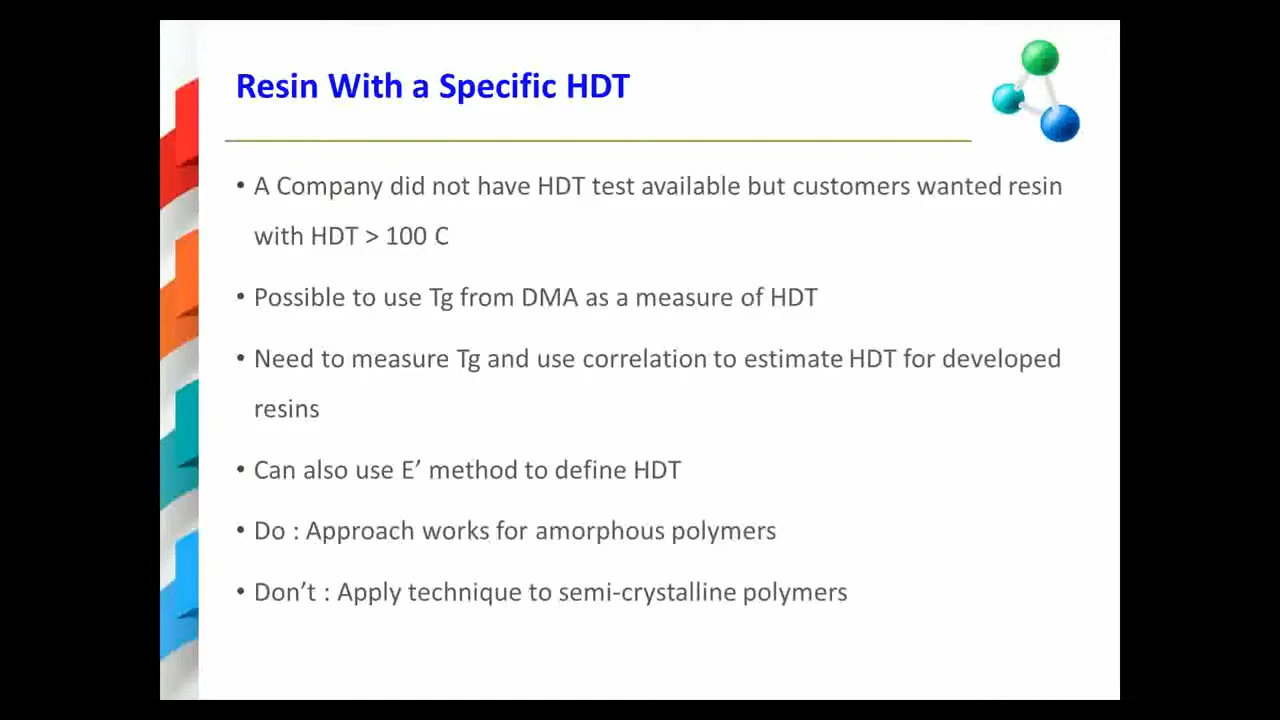 Resin With a Specific HDT
• A Company did not have HDT test available but customers wanted resin
with HDT > 100 C
• Possible to use Tg from DMA as a measure of HDT
• Need to measure Tg and use correlation to estimate HDT for developed
resins
• Can also use E’ method to define HDT
• Do : Approach works for amorphous polymers
• Don’t : Apply technique to semi-crystalline polymers